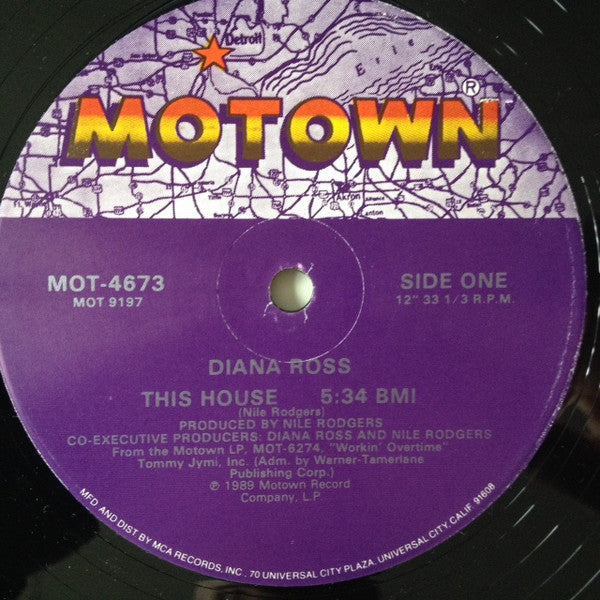 Detroit
Erie
MOTOWN®
Akron
Canton
MOT-4673
MOT 9197
SIDE ONE
12" 33 1/3 R.P.M.
DIANA ROSS
THIS HOUSE 5:34 BMI
(Nile Rodgers)
PRODUCED BY NILE RODGERS
CO-EXECUTIVE PRODUCERS: DIANA ROSS AND NILE RODGERS
From the Motown LP, MOT-6274, "Workin' Overtime"
Tommy Jymi, Inc. (Adm. by Warner-Tamerlane
Publishing Corp.)
℗ 1989 Motown Record
Company, L.P.
MFD AND DIST BY MCA RECORDS, INC. 70 UNIVERSAL CITY PLAZA, UNIVERSAL CITY, CALIF. 91608